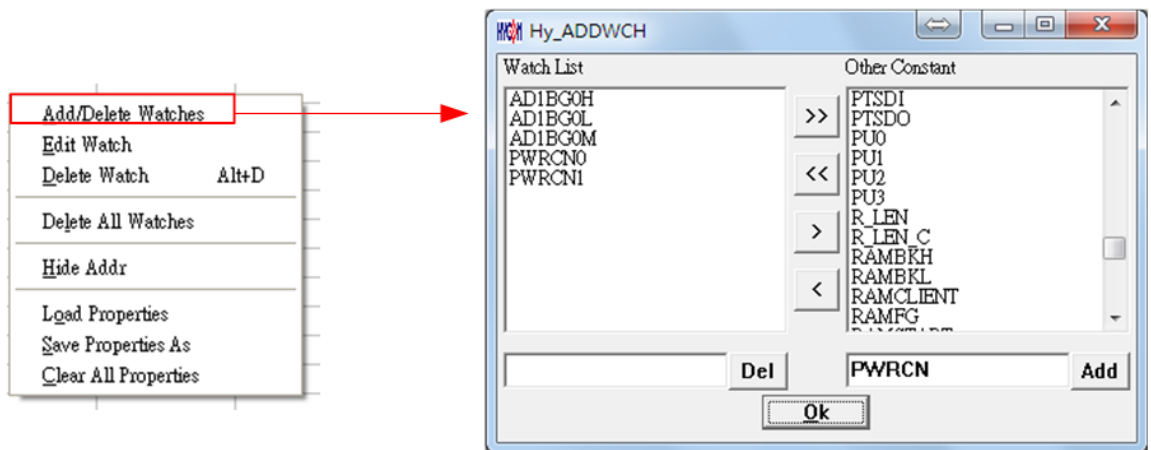 Add/Delete Watches
Edit Watch
Delete Watch Alt+D
Delete All Watches
Hide Addr
Load Properties
Save Properties As
Clear All Properties
HYCON Hy_ADDWCH
Watch List
AD1BG0H
AD1BG0L
AD1BG0M
PWRCN0
PWRCN1
>>
<<
>
<
Other Constant
PTSDI
PTSDO
PU0
PU1
PU2
PU3
R_LEN
R_LEN_C
RAMBKH
RAMBKL
RAMCLIENT
RAMFG
Del
PWRCN
Add
Ok